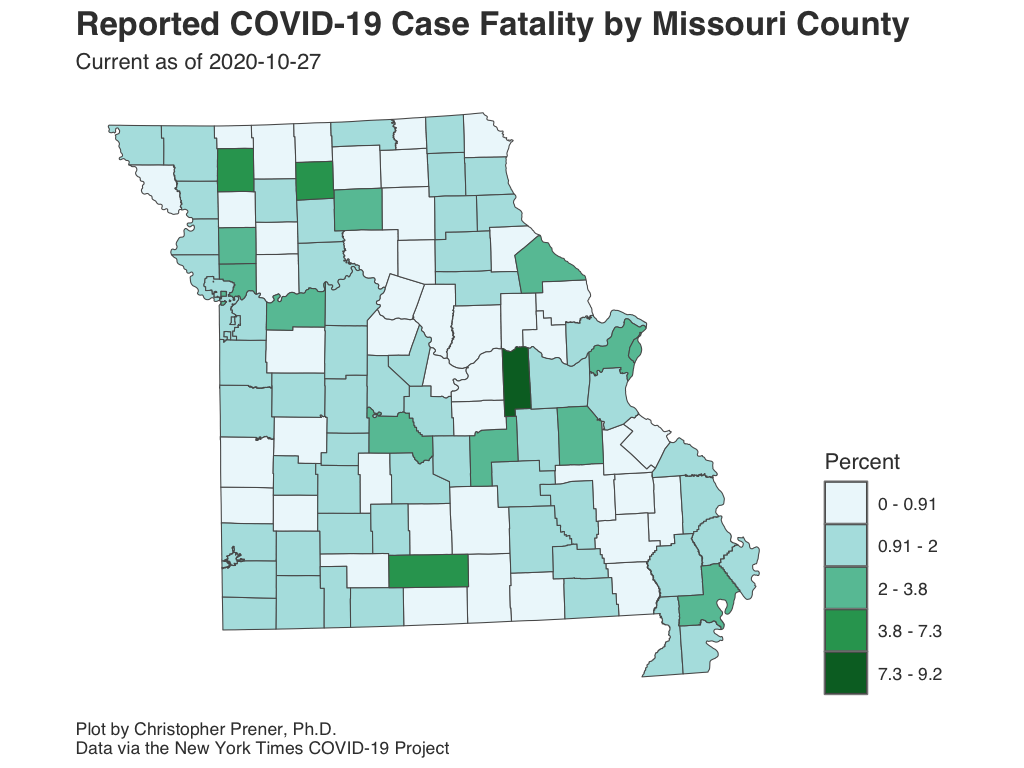 Reported COVID-19 Case Fatality by Missouri County
Current as of 2020-10-27
Percent
0 - 0.91
0.91 - 2
2 - 3.8
3.8 - 7.3
7.3 - 9.2
Plot by Christopher Prener, Ph.D.
Data via the New York Times COVID-19 Project